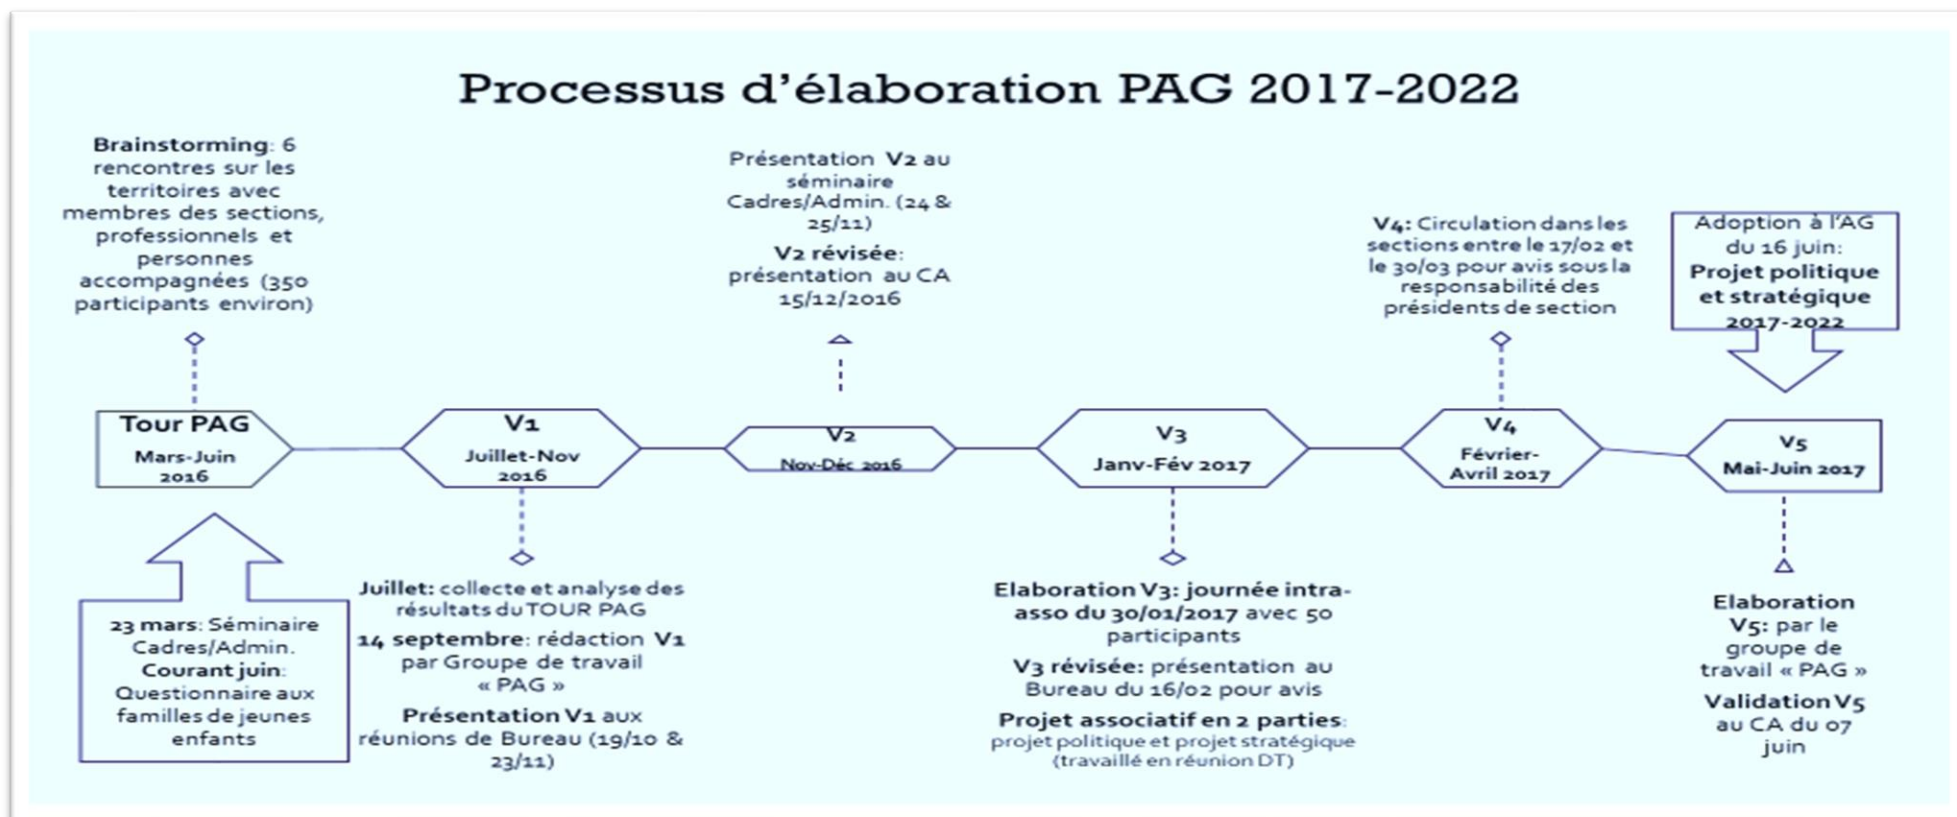 Processus d'élaboration PAG 2017-2022
Brainstorming: 6
rencontres sur les
territoires avec
membres des sections,
professionnels et
personnes
accompagnées (350
participants environ)
Présentation V2 au
séminaire
Cadres/Admin. (24 &
25/11)
V2 révisée:
présentation au CA
15/12/2016
V4: Circulation dans les
sections entre le 17/02 et
le 30/03 pour avis sous la
responsabilité des
présidents de section
Adoption à l'AG
du 16 juin:
Projet politique
et stratégique
2017-2022
Tour PAG
Mars-Juin
2016
V1
Juillet-Nov
2016
V2
Nov-Déc 2016
V3
Janv-Fév 2017
V4
Février-
Avril 2017
V5
Mai-Juin 2017
23 mars: Séminaire
Cadres/Admin.
Courant juin:
Questionnaire aux
familles de jeunes
enfants
Juillet: collecte et analyse des
résultats du TOUR PAG
14 septembre: rédaction V1
par Groupe de travail
« PAG »
Présentation V1 aux
réunions de Bureau (19/10 &
23/11)
Elaboration V3: journée intra-
asso du 30/01/2017 avec 50
participants
V3 révisée: présentation au
Bureau du 16/02 pour avis
Projet associatif en 2 parties:
projet politique et projet stratégique
(travaillé en réunion DT)
Elaboration
V5: par le
groupe de
travail « PAG »
Validation V5
au CA du 07
juin